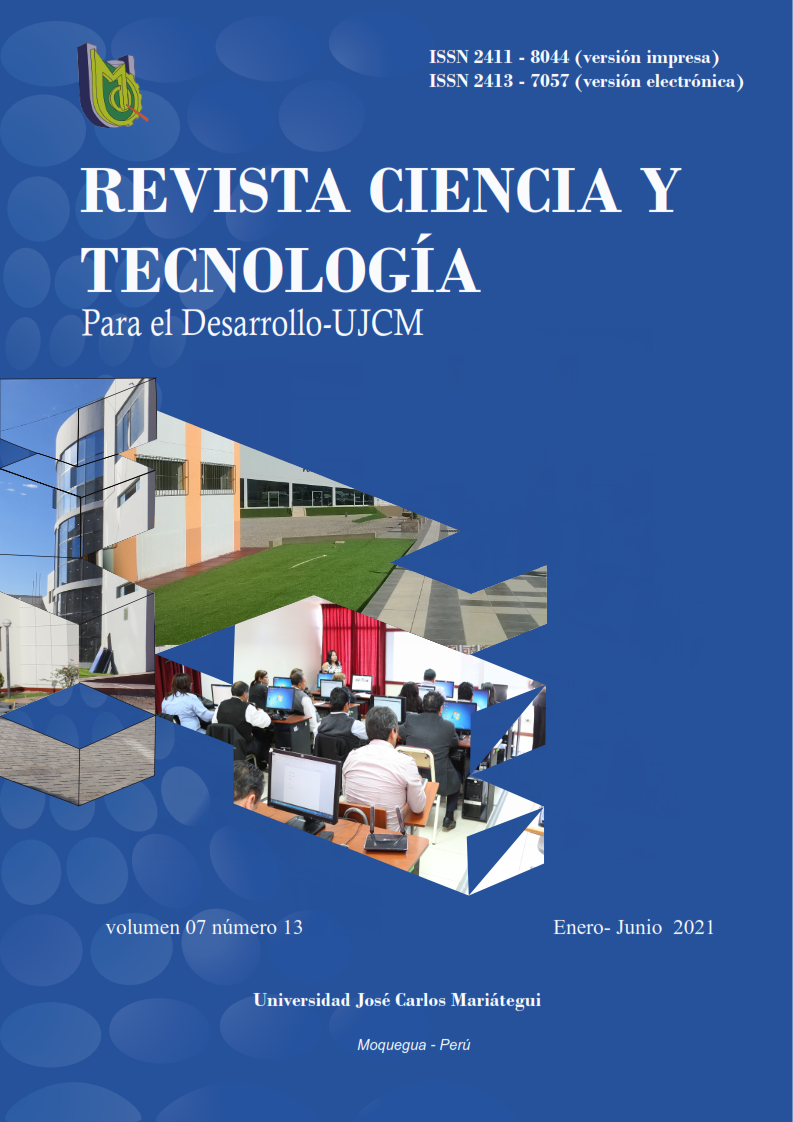 ISSN 2411 - 8044 (versión impresa)
ISSN 2413 - 7057 (versión electrónica)
REVISTA CIENCIA Y
TECNOLOGÍA
Para el Desarrollo-UJCM
volumen 07 número 13
Enero- Junio 2021
Universidad José Carlos Mariátegui
Moquegua - Perú